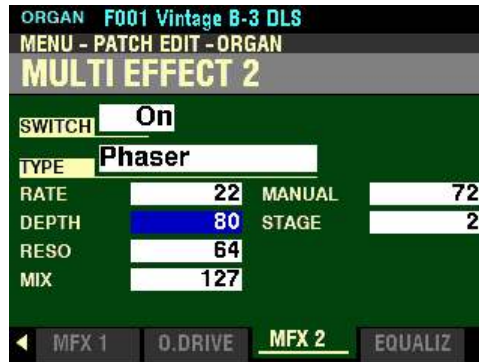 ORGAN F001 Vintage B-3 DLS
MENU - PATCH EDIT - ORGAN
MULTI EFFECT 2
SWITCH On
TYPE Phaser
RATE 22 MANUAL 72
DEPTH 80 STAGE 2
RESO 64
MIX 127
MFX 1 O.DRIVE MFX 2 EQUALIZ